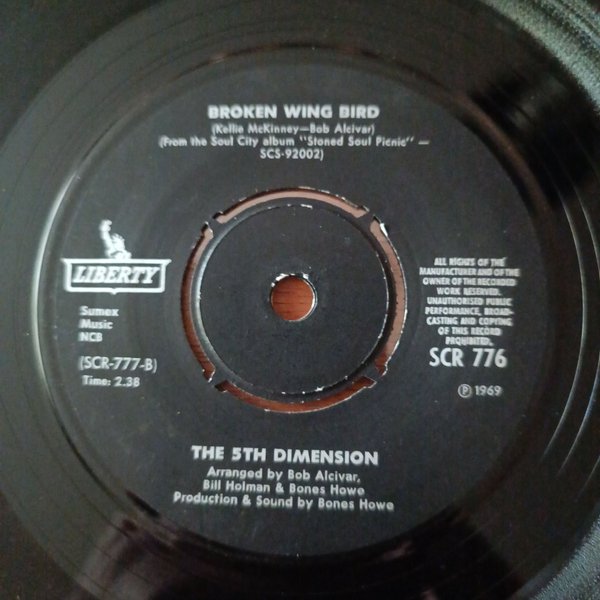 BROKEN WING BIRD
(Kellie McKinney—Bob Alcivar)
(From the Soul City album "Stoned Soul Picnic" —
SCS-92002)
LIBERTY
Sumex
Music
NCB
(SCR-777-B)
Time: 2.38
ALL RIGHTS OF THE
MANUFACTURER AND OF THE
OWNER OF THE RECORDED
WORK RESERVED.
UNAUTHORISED PUBLIC
PERFORMANCE, BROAD-
CASTING AND COPYING
OF THIS RECORD
PROHIBITED.
SCR 776
℗ 1969
THE 5TH DIMENSION
Arranged by Bob Alcivar,
Bill Holman & Bones Howe
Production & Sound by Bones Howe